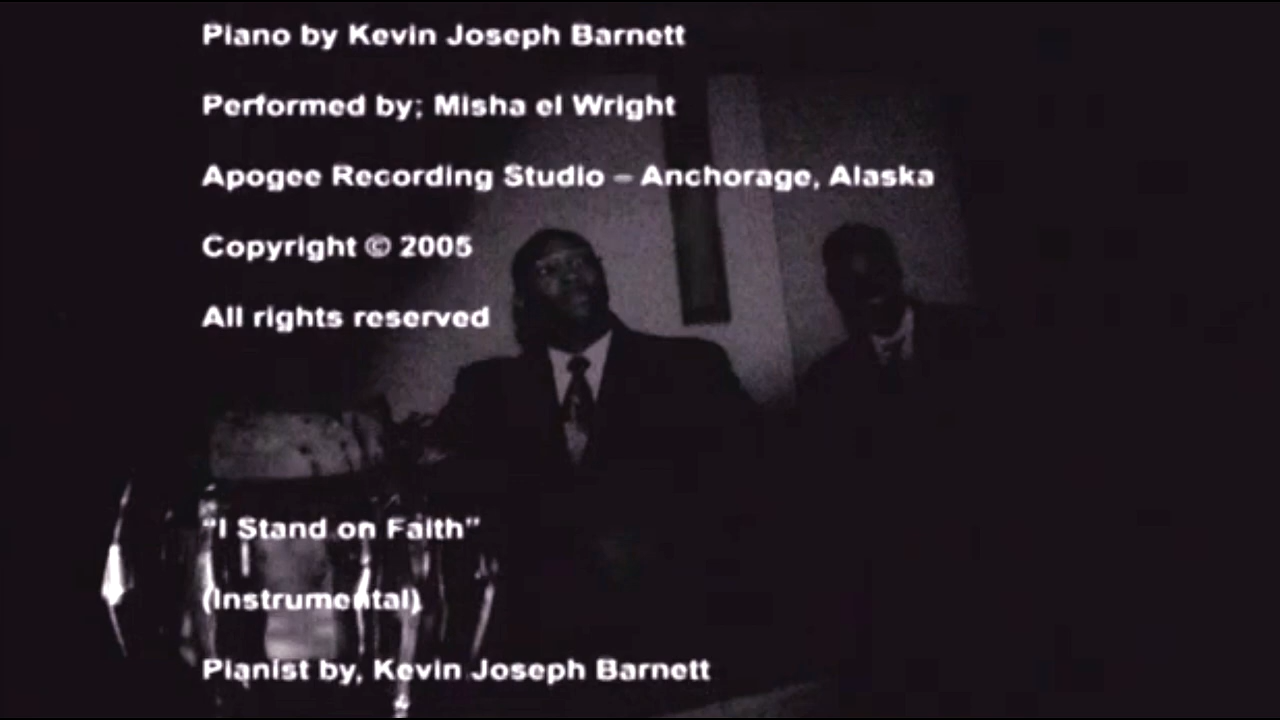 Piano by Kevin Joseph Barnett
Performed by; Misha el Wright
Apogee Recording Studio – Anchorage, Alaska
Copyright © 2005
All rights reserved
“I Stand on Faith”
(Instrumental)
Pianist by, Kevin Joseph Barnett